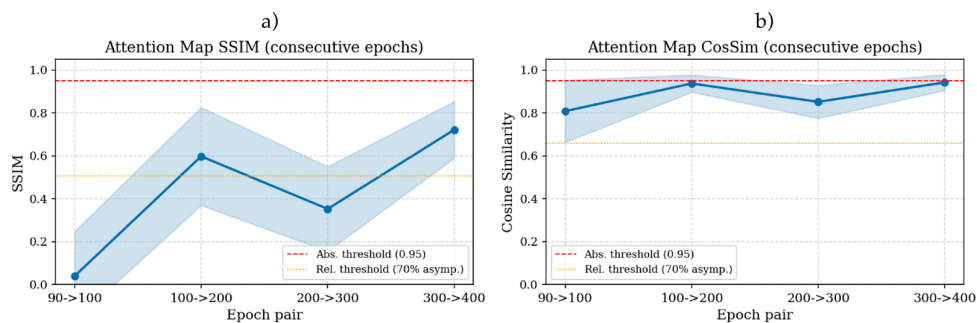 a)
Attention Map SSIM (consecutive epochs)
1.0
0.8
0.6
0.4
0.2
0.0
SSIM
Abs. threshold (0.95)
Rel. threshold (70% asymp.)
90->100
100->200
200->300
300->400
Epoch pair
b)
Attention Map CosSim (consecutive epochs)
1.0
0.8
0.6
0.4
0.2
0.0
Cosine Similarity
Abs. threshold (0.95)
Rel. threshold (70% asymp.)
90->100
100->200
200->300
300->400
Epoch pair